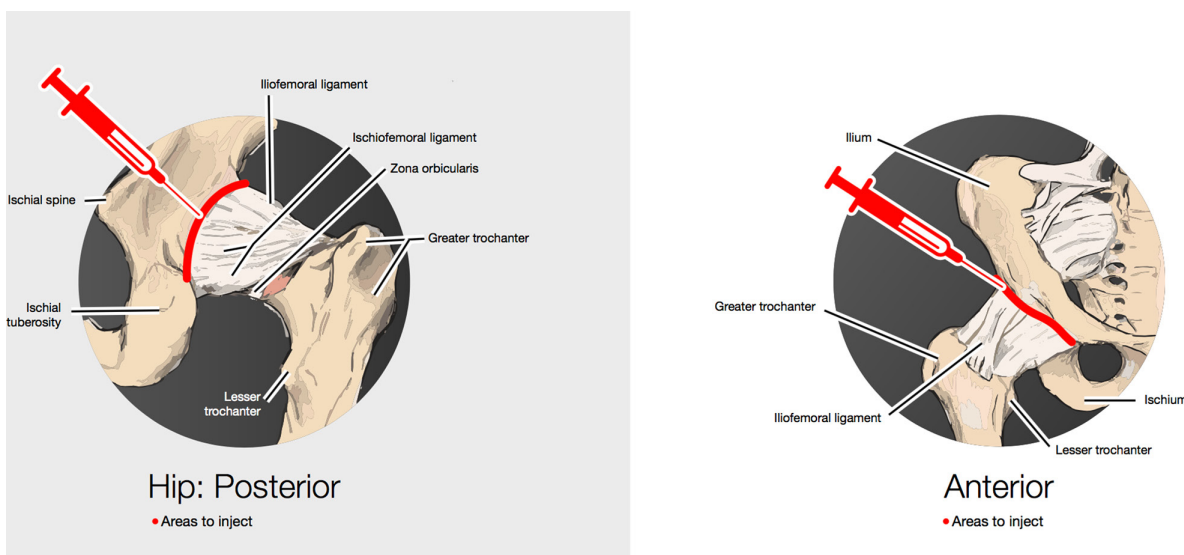 Iliofemoral ligament
Ischiofemoral ligament
Zona orbicularis
Ischial spine
Greater trochanter
Ischial
tuberosity
Lesser
trochanter
Hip: Posterior
• Areas to inject
Ilium
Greater trochanter
Ischium
Iliofemoral ligament
Lesser trochanter
Anterior
• Areas to inject